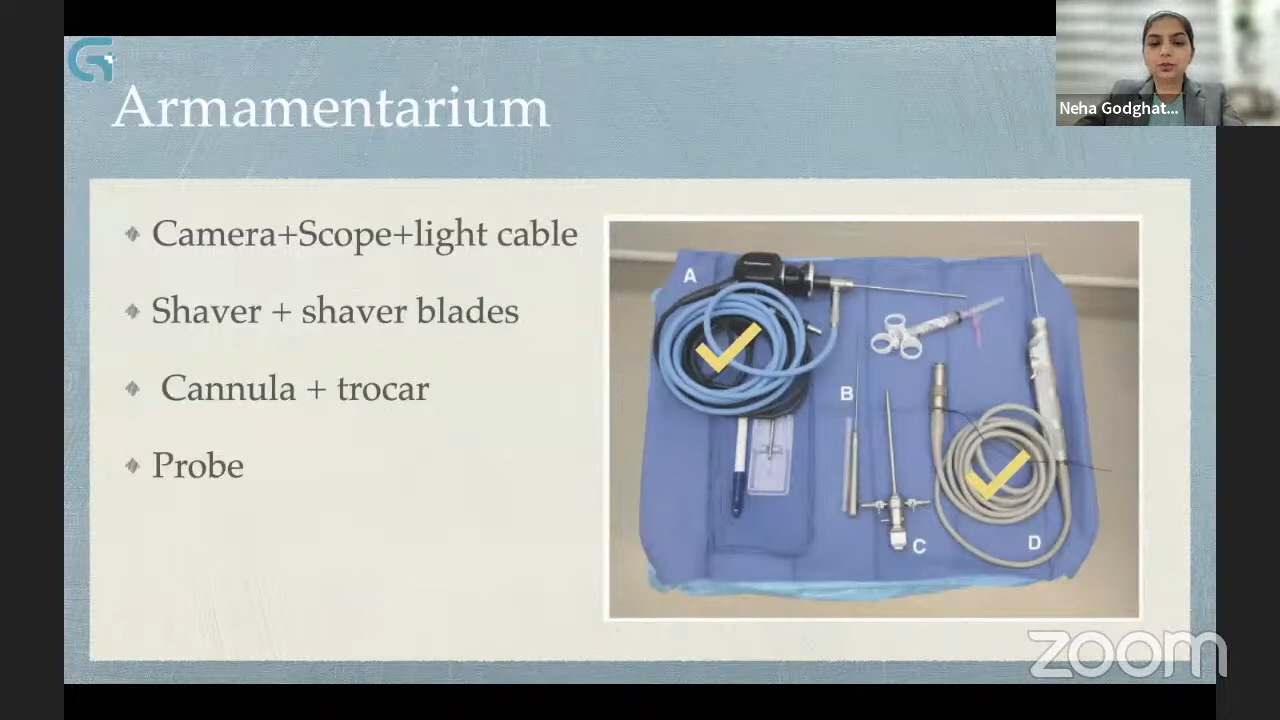 Armamentarium
Neha Godghat...
Camera+Scope+light cable
Shaver + shaver blades
Cannula + trocar
Probe
A
B
C
D
zoom